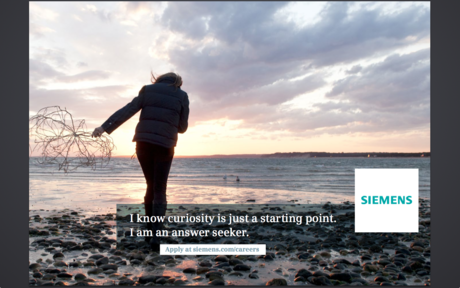 I know curiosity is just a starting point.
I am an answer seeker.
SIEMENS
Apply at siemens.com/careers